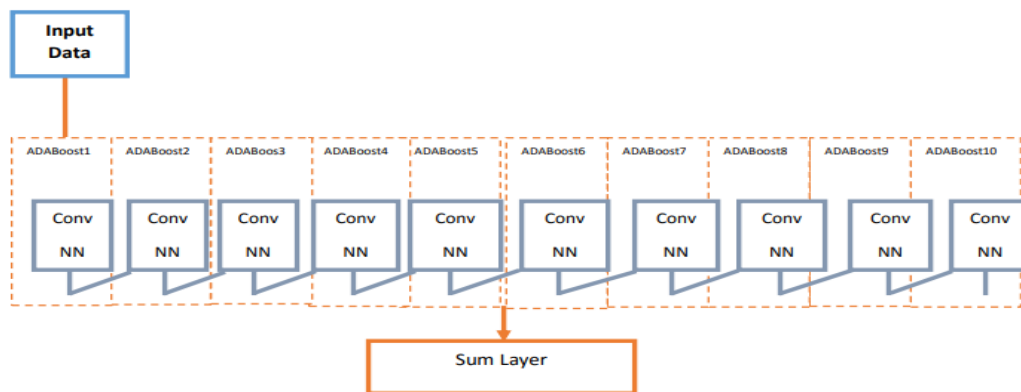 Input
Data
ADABoost1 ADABoost2 ADABoos3 ADABoost4 ADABoost5 ADABoost6 ADABoost7 ADABoost8 ADABoost9 ADABoost10
Conv Conv Conv Conv Conv Conv Conv Conv Conv Conv
NN NN NN NN NN NN NN NN NN NN
Sum Layer